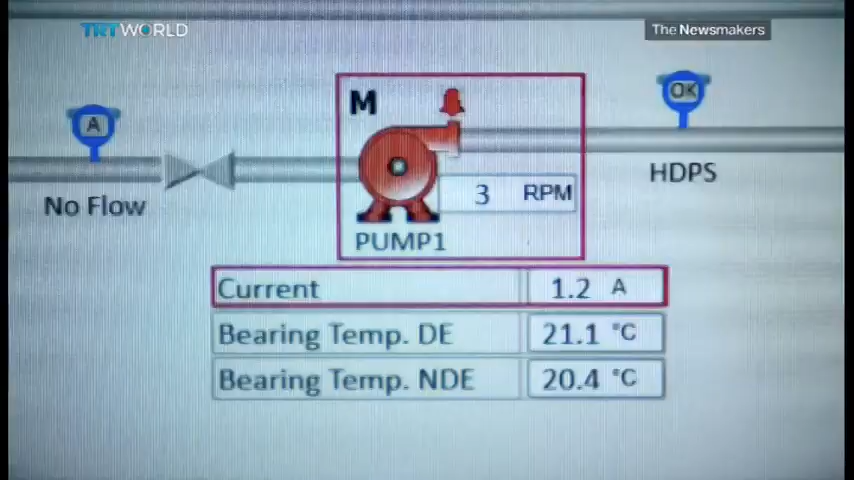 TRT WORLD
The Newsmakers
M
OK
A
HDPS
3 RPM
No Flow
PUMP1
Current 1.2 A
Bearing Temp. DE 21.1 °C
Bearing Temp. NDE 20.4 °C